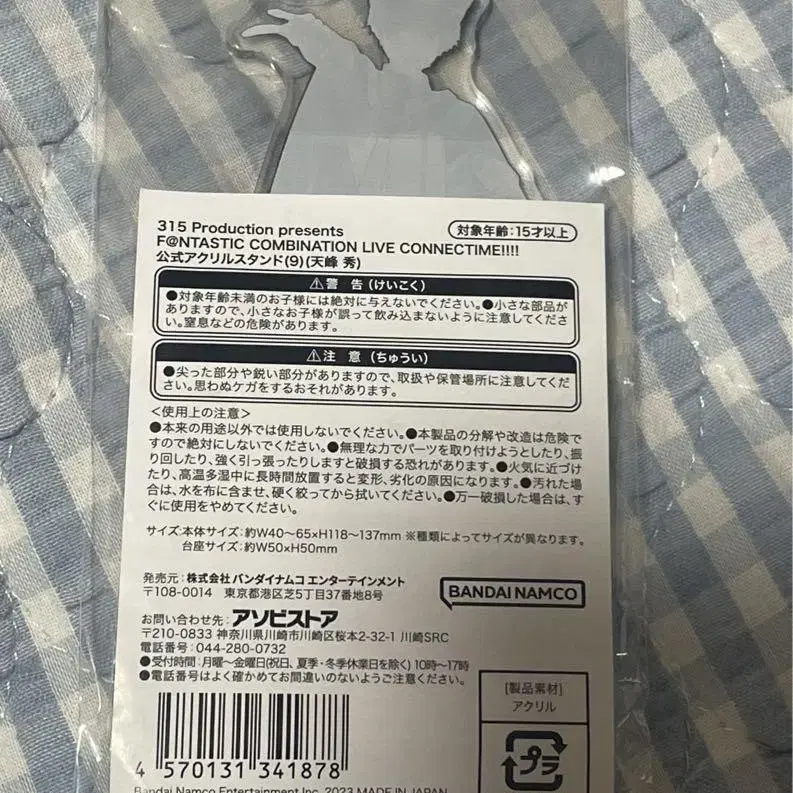 315 Production presents
対象年齢:15才以上
F@NTASTIC COMBINATION LIVE CONNECTIME!!!!
公式アクリルスタンド(9)(天峰 秀)
⚠警 告(けいこく)
●対象年齢未満のお子様には絶対に与えないでください。●小さな部品が
ありますので、小さなお子様が誤って飲み込まないように注意してくださ
い。窒息などの危険があります。
⚠注 意(ちゅうい)
●尖った部分や鋭い部分がありますので、取扱や保管場所に注意してくだ
さい。思わぬケガをするおそれがあります。
<使用上の注意>
●本来の用途以外では使用しないでください。●本製品の分解や改造は危険で
すので絶対にしないでください。●無理な力でパーツを取り付けようとしたり、振
り回したり、強く引っ張ったりしますと破損する恐れがあります。●火気に近づけ
たり、高温多湿中に長時間放置すると変形、劣化の原因になります。●汚れた場
合は、水を布に含ませ、硬く絞ってから拭いてください。●万一破損した場合は、す
ぐに使用をやめてください。
サイズ:本体サイズ:約W40~65×H118~137mm ※種類によってサイズが異なります。
台座サイズ:約W50×H50mm
発売元:株式会社バンダイナムコエンターテインメント
〒108-0014 東京都港区芝5丁目37番地8号
BANDAI NAMCO
お問い合わせ先:アソビストア
〒210-0833 神奈川県川崎市川崎区桜本2-32-1 川崎SRC
電話番号:044-280-0732
●受付時間:月曜~金曜日(祝日、夏季・冬季休業日を除く)10時~17時
●電話番号はよく確かめてお間違いのないようご注意ください。
[製品素材]
アクリル
プラ
4 570131 341878
Bandai Namco Entertainment Inc. 2023 MADE IN JAPAN